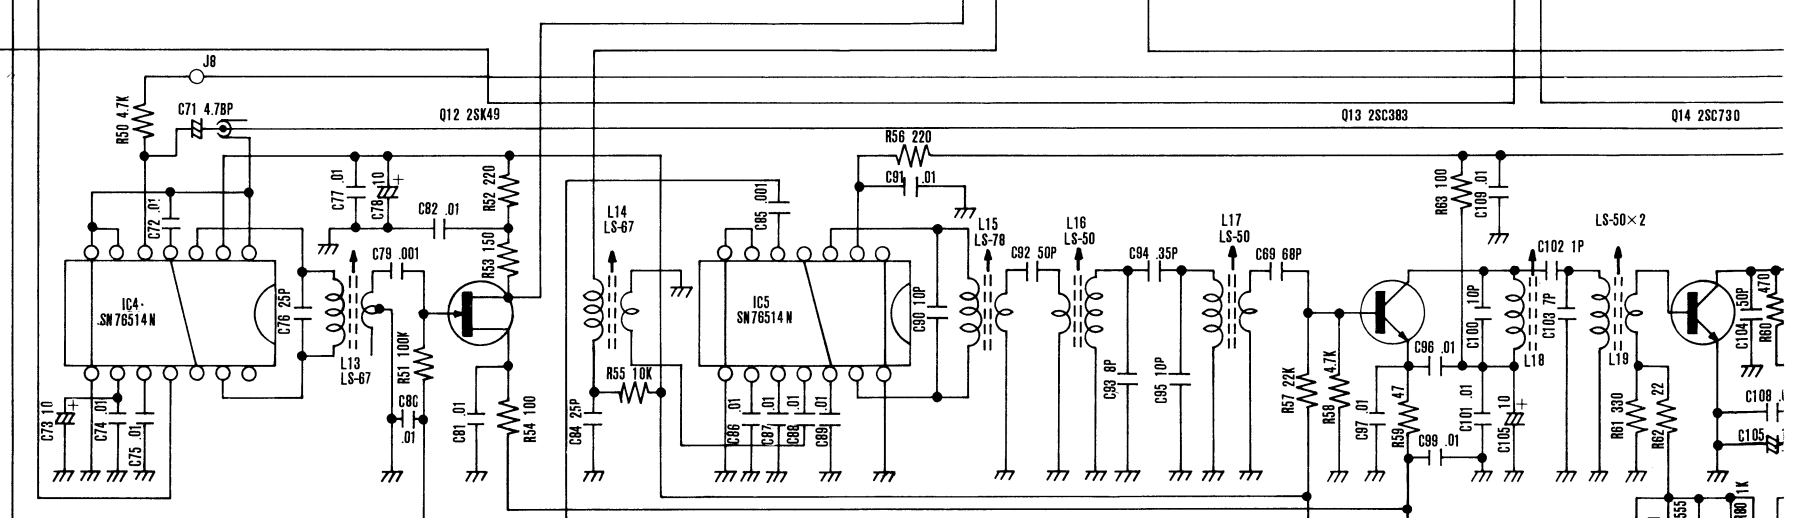 J8
R50 4.7K
C71 4.7BP
Q12 2SK49
Q13 2SC383
Q14 2SC730
R56 220
C77 .01
C78 10
+
R52 220
C91 .01
C85 .001
R63 100
C109 .01
C72 .01
C82 .01
L14
LS-67
L15
LS-78
L16
LS-50
L17
LS-50
LS-50×2
C79 .001
R53 150
C92 50P
C94 .35P
C69 68P
C102 1P
IC4
SN76514N
C76 25P
IC5
SN76514N
C90 10P
C100 10P
C103 7P
C104 50P
R60 470
L13
LS-67
R51 100K
R55 10K
C93 8P
C95 10P
R57 22K
R58 4.7K
C96 .01
L18
L19
C73 10
+
C74 .01
C75 .01
.01
C81 .01
R54 100
C84 25P
C86 .01
C87 .01
C88 .01
C89 .01
C97 .01
R59 47
C99 .01
C101 .01
C105 10
+
R61 330
R62 22
C108
C105
555
R80 1K